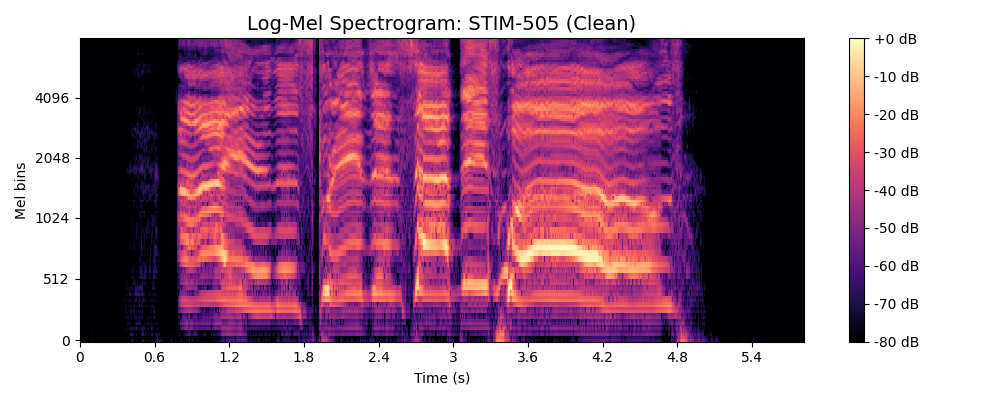 Log-Mel Spectrogram: STIM-505 (Clean)
Mel bins
4096
2048
1024
512
0
0 0.6 1.2 1.8 2.4 3 3.6 4.2 4.8 5.4
Time (s)
+0 dB
-10 dB
-20 dB
-30 dB
-40 dB
-50 dB
-60 dB
-70 dB
-80 dB